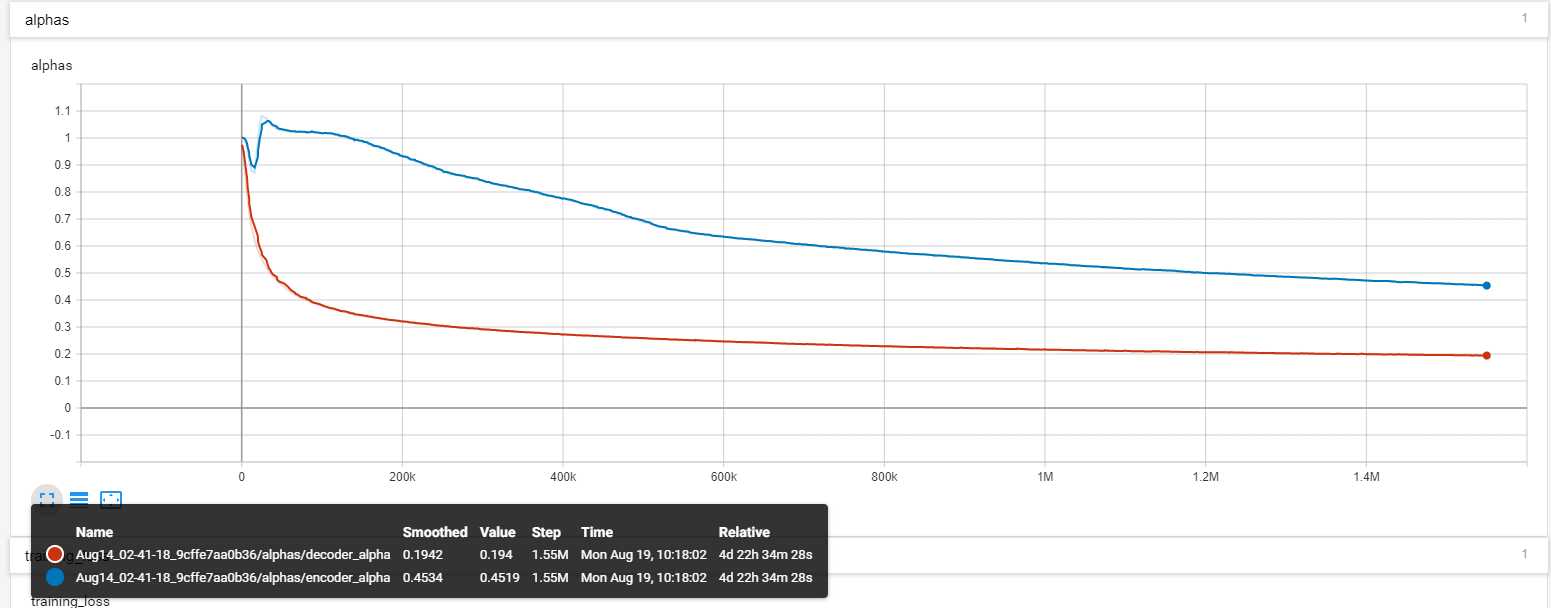 alphas 1
alphas
1.1
1
0.9
0.8
0.7
0.6
0.5
0.4
0.3
0.2
0.1
0
-0.1
0 200k 400k 600k 800k 1M 1.2M 1.4M
Name Smoothed Value Step Time Relative
Aug14_02-41-18_9cffe7aa0b36/alphas/decoder_alpha 0.1942 0.194 1.55M Mon Aug 19, 10:18:02 4d 22h 34m 28s
1
Aug14_02-41-18_9cffe7aa0b36/alphas/encoder_alpha 0.4534 0.4519 1.55M Mon Aug 19, 10:18:02 4d 22h 34m 28s
training_loss